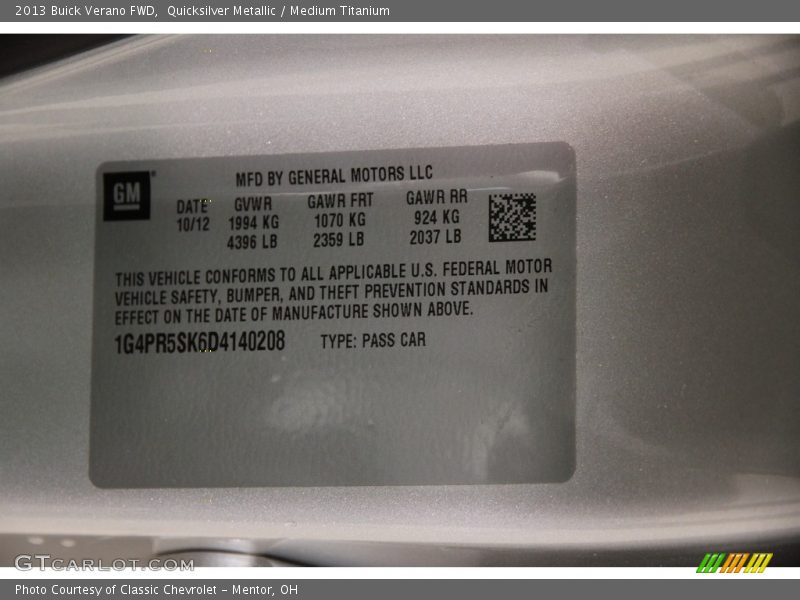 2013 Buick Verano FWD,  Quicksilver Metallic / Medium Titanium
GM
MFD BY GENERAL MOTORS LLC
DATE GVWR GAWR FRT GAWR RR
10/12 1994 KG 1070 KG 924 KG
4396 LB 2359 LB 2037 LB
THIS VEHICLE CONFORMS TO ALL APPLICABLE U.S. FEDERAL MOTOR
VEHICLE SAFETY, BUMPER, AND THEFT PREVENTION STANDARDS IN
EFFECT ON THE DATE OF MANUFACTURE SHOWN ABOVE.
1G4PR5SK6D4140208 TYPE: PASS CAR
GTCARLOT.COM
Photo Courtesy of Classic Chevrolet - Mentor, OH